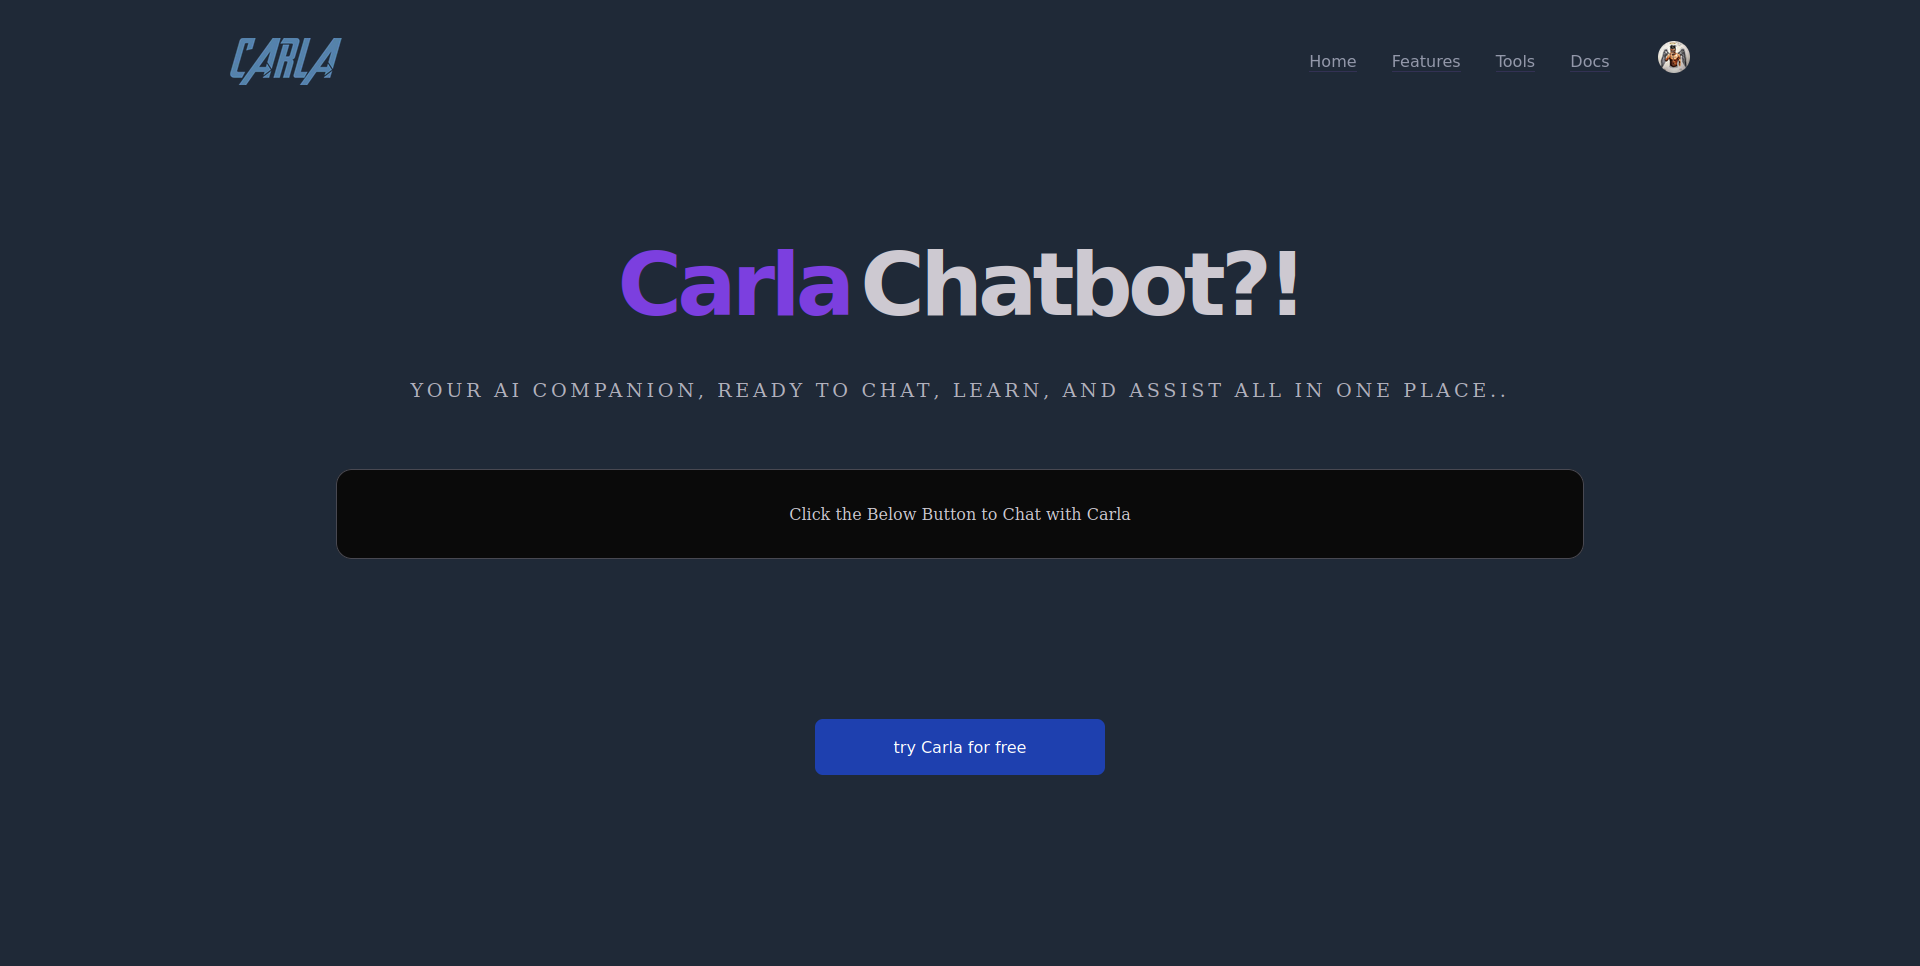 CARLA
Home Features Tools Docs
Carla Chatbot?!
YOUR AI COMPANION, READY TO CHAT, LEARN, AND ASSIST ALL IN ONE PLACE..
Click the Below Button to Chat with Carla
try Carla for free